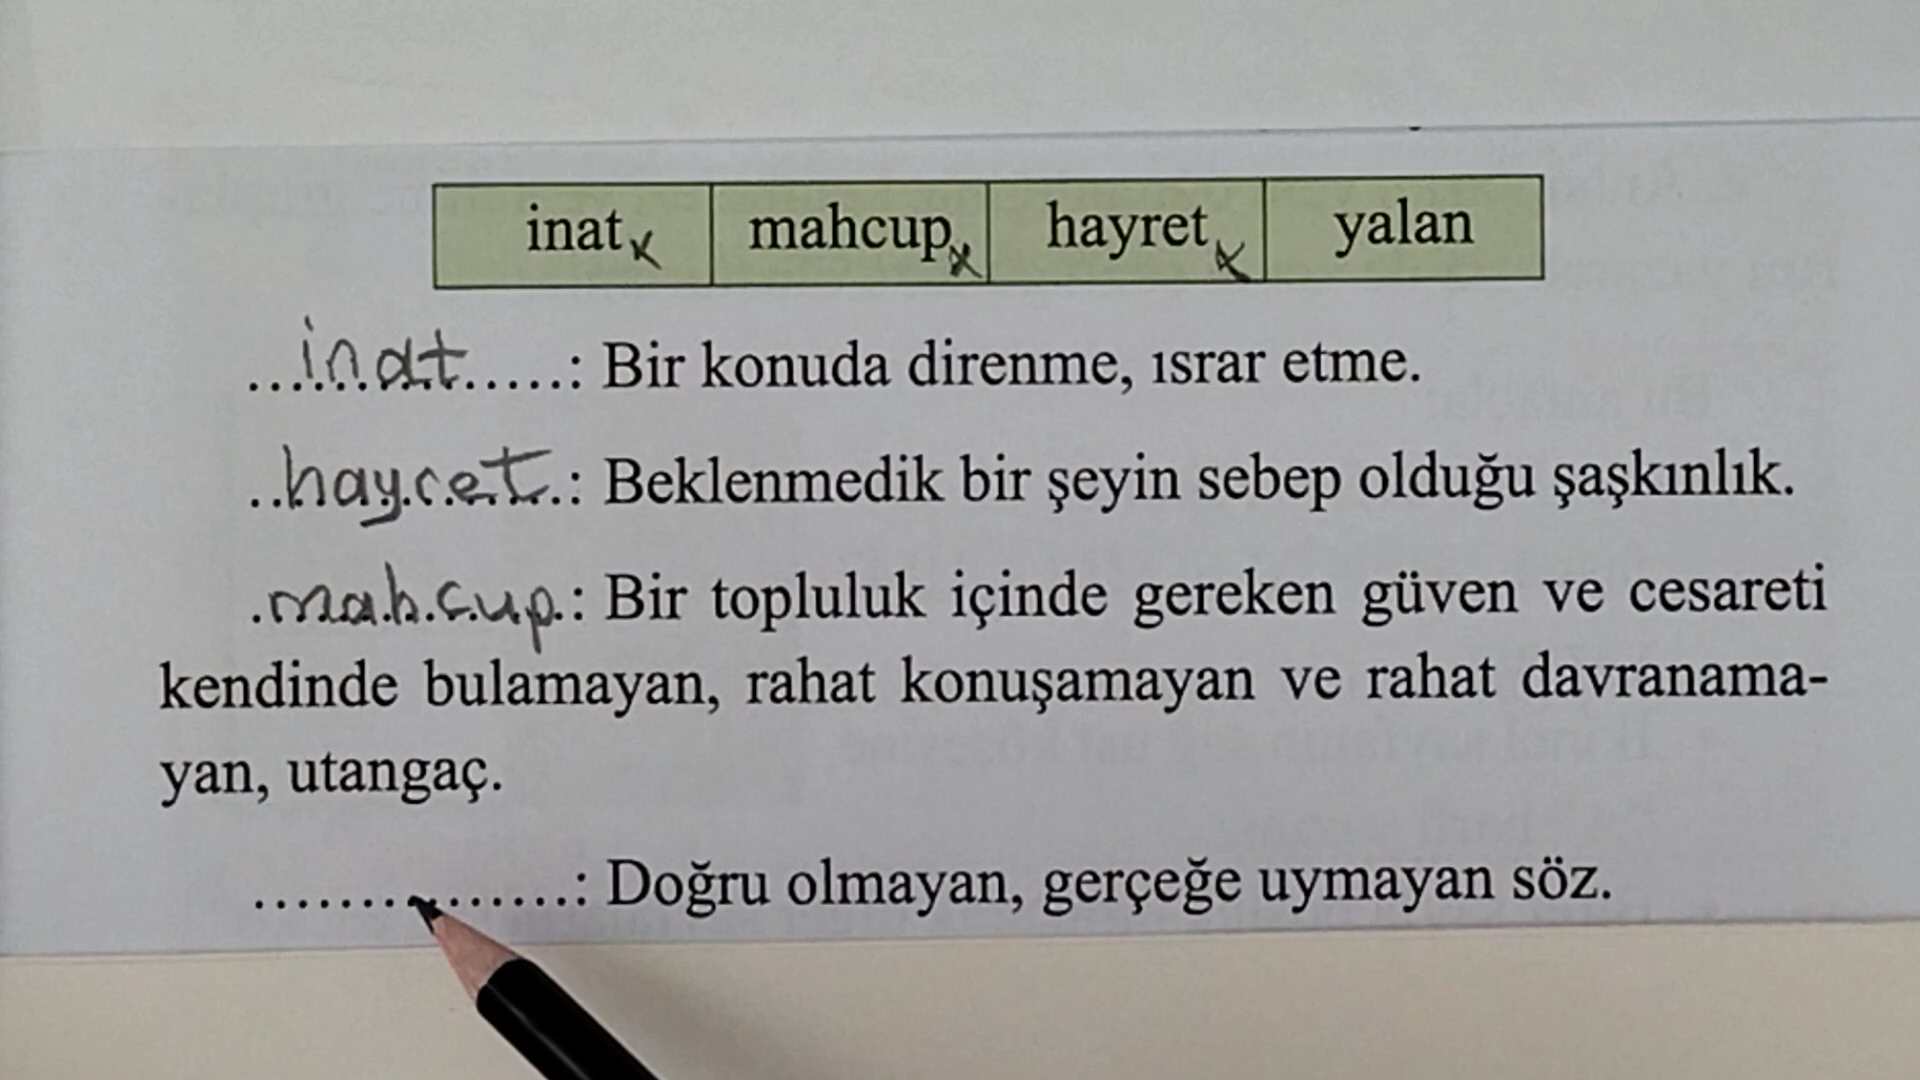 inat mahcup hayret yalan
...inat.....: Bir konuda direnme, ısrar etme.
..hayret.: Beklenmedik bir şeyin sebep olduğu şaşkınlık.
.mahcup.: Bir topluluk içinde gereken güven ve cesareti
kendinde bulamayan, rahat konuşamayan ve rahat davranama-
yan, utangaç.
................: Doğru olmayan, gerçeğe uymayan söz.